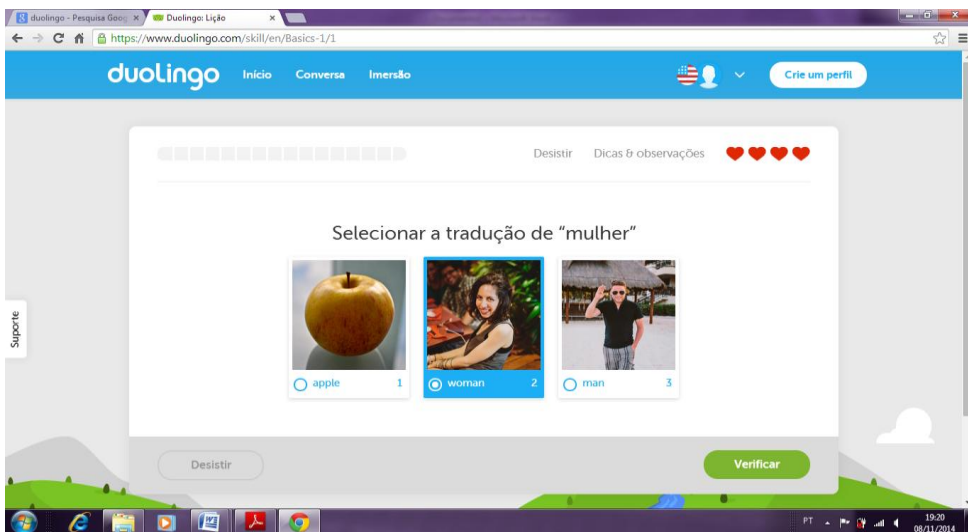 duolingo - Pesquisa Goog
Duolingo: Lição
https://www.duolingo.com/skill/en/Basics-1/1
duolingo
Início
Conversa
Imersão
Crie um perfil
Desistir
Dicas & observações
Selecionar a tradução de “mulher”
apple 1
woman 2
man 3
Suporte
Desistir
Verificar
PT
19:20
08/11/2014